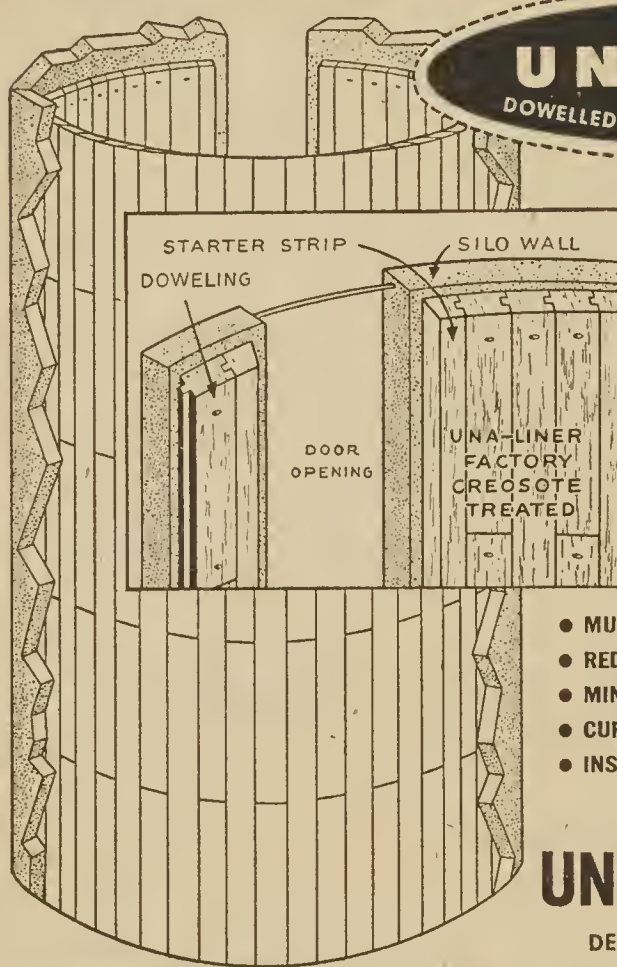 UN
DOWELLED
STARTER STRIP
SILO WALL
DOWELING
DOOR
OPENING
UNA-LINER
FACTORY
CREOSOTE
TREATED
● MU
● RED
● MIN
● CUR
● INS
UN
DE